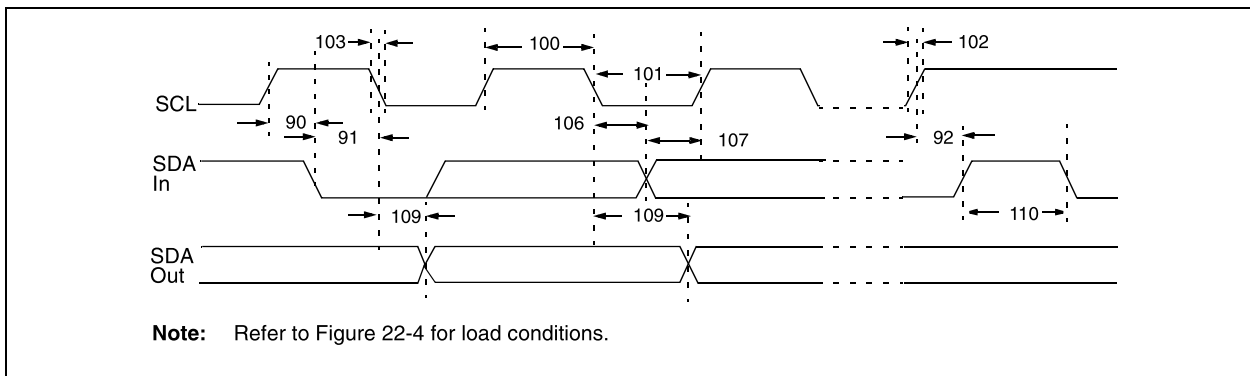 103
100
102
101
SCL
90
91
106
107
92
SDA
In
109
109
110
SDA
Out
Note: Refer to Figure 22-4 for load conditions.